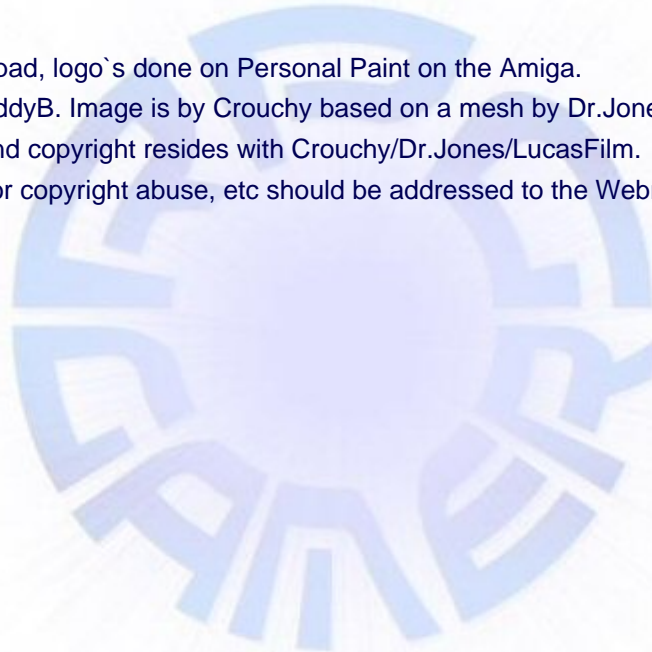 oad, logo`s done on Personal Paint on the Amiga.
ddyB. Image is by Crouchy based on a mesh by Dr.Jone
nd copyright resides with Crouchy/Dr.Jones/LucasFilm.
or copyright abuse, etc should be addressed to the Web